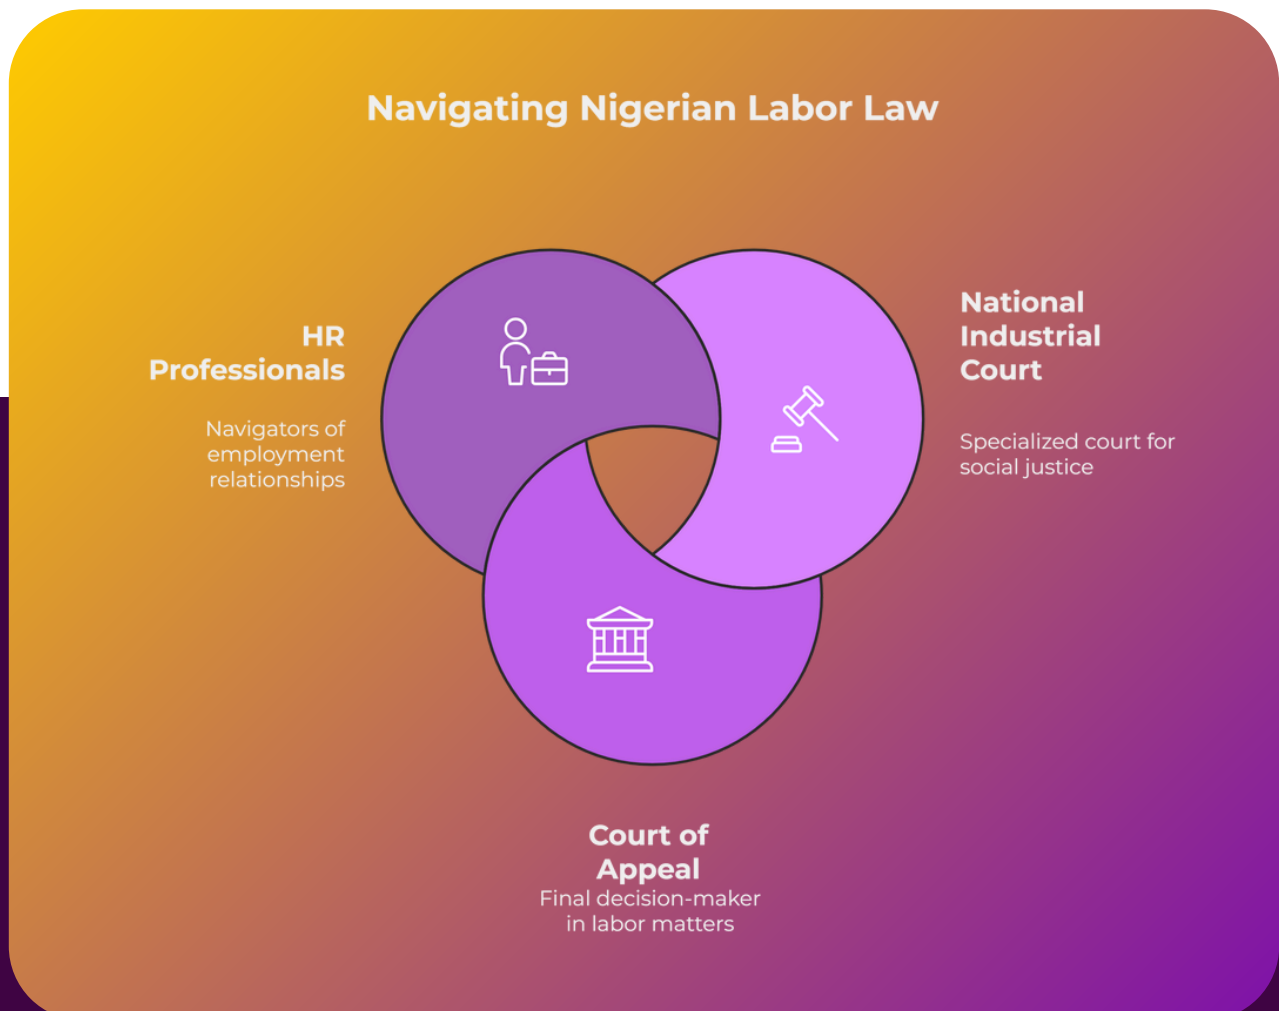 Navigating Nigerian Labor Law
HR
Professionals
Navigators of
employment
relationships
National
Industrial
Court
Specialized court for
social justice
Court of
Appeal
Final decision-maker
in labor matters